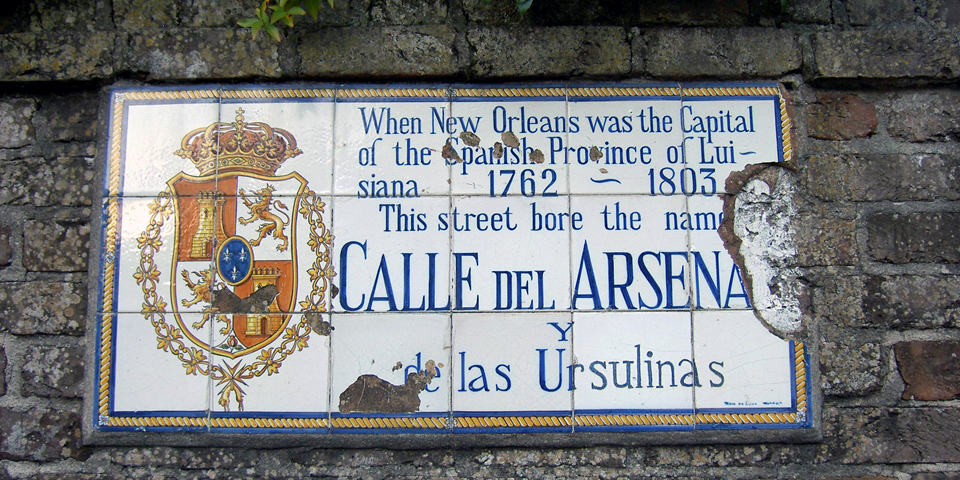 When New Orleans was the Capital
of the Spanish Province of Lui-
siana 1762 ~ 1803
This street bore the name
CALLE DEL ARSENA
Y
de las Ursulinas